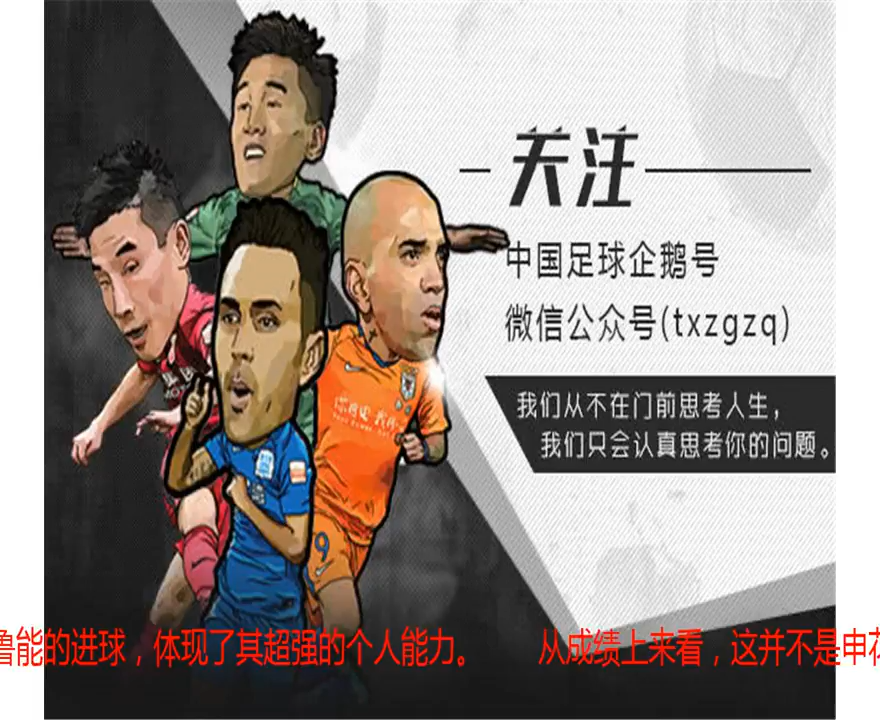 关注
中国足球企鹅号
微信公众号(txzgzq)
我们从不在门前思考人生，
我们只会认真思考你的问题。
9
鲁能的进球，体现了其超强的个人能力。 从成绩上来看，这并不是申花